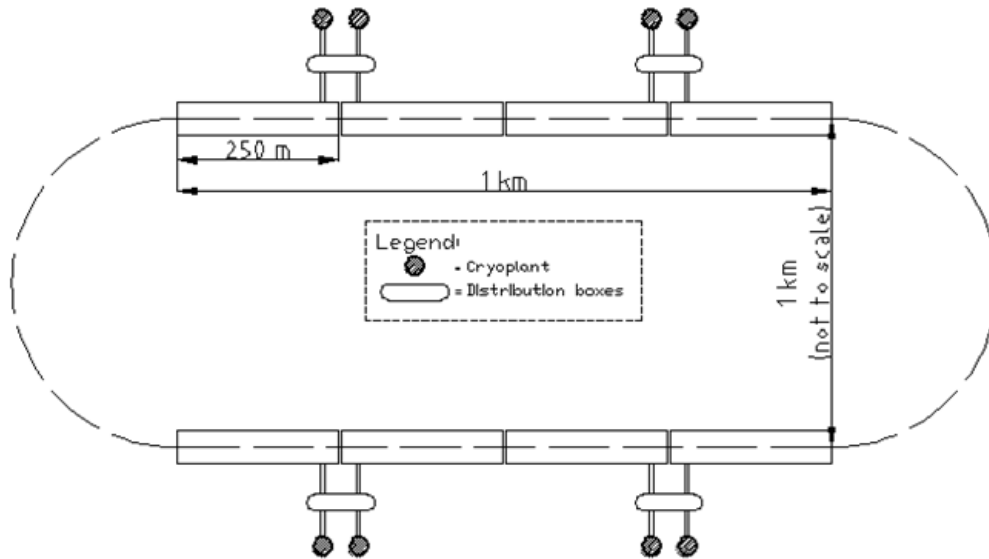 250 m
1 km
1 km
(not to scale)
Legend:
- Cryoplant
= Distribution boxes